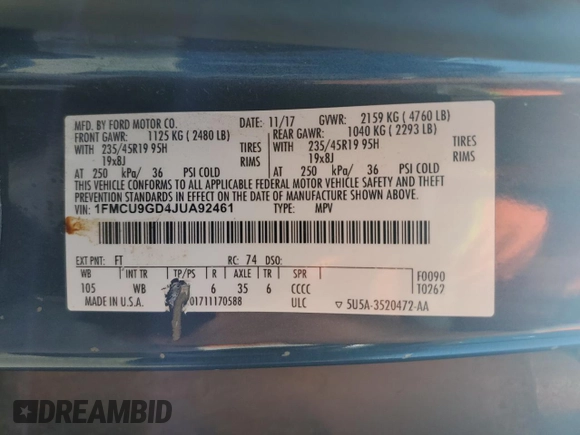 MFD. BY FORD MOTOR CO. 11/17 GVWR: 2159 KG ( 4760 LB)
FRONT GAWR: 1125 KG ( 2480 LB) REAR GAWR: 1040 KG ( 2293 LB)
WITH 235/45R19 95H TIRES WITH 235/45R19 95H TIRES
19x8J RIMS 19x8J RIMS
AT 250 kPa/ 36 PSI COLD AT 250 kPa/ 36 PSI COLD
THIS VEHICLE CONFORMS TO ALL APPLICABLE FEDERAL MOTOR VEHICLE SAFETY AND THEFT
PREVENTION STANDARDS IN EFFECT ON THE DATE OF MANUFACTURE SHOWN ABOVE.
VIN: 1FMCU9GD4JUA92461 TYPE: MPV
EXT PNT: FT RC: 74 DSO:
WB INT TR TP/PS R AXLE TR SPR F0090
105 WB 6 35 6 CCCC 10262
MADE IN U.S.A. 01711170588 ULC ▽ 5U5A-3520472-AA
DREAMBID